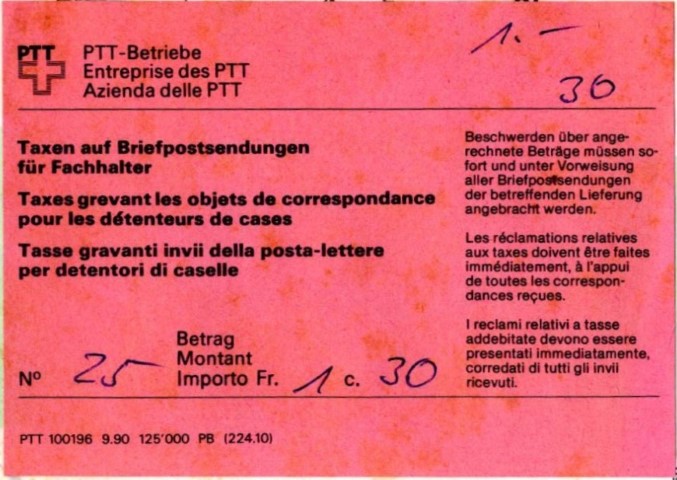 PTT
PTT-Betriebe
Entreprise des PTT
Azienda delle PTT
1.-
30
Taxen auf Briefpostsendungen
für Fachhalter
Taxes grevant les objets de correspondance
pour les détenteurs de cases
Tasse gravanti invii della posta-lettere
per detentori di caselle
Beschwerden über ange-
rechnete Beträge müssen so-
fort und unter Vorweisung
aller Briefpostsendungen
der betreffenden Lieferung
angebracht werden.
Les réclamations relatives
aux taxes doivent être faites
immédiatement, à l'appui
de toutes les correspon-
dances reçues.
I reclami relativi a tasse
addebitate devono essere
presentati immediatamente,
corredati di tutti gli invii
ricevuti.
Betrag
Montant
Nº 25 Importo Fr. 1 c. 30
PTT 100196 9.90 125'000 PB (224.10)